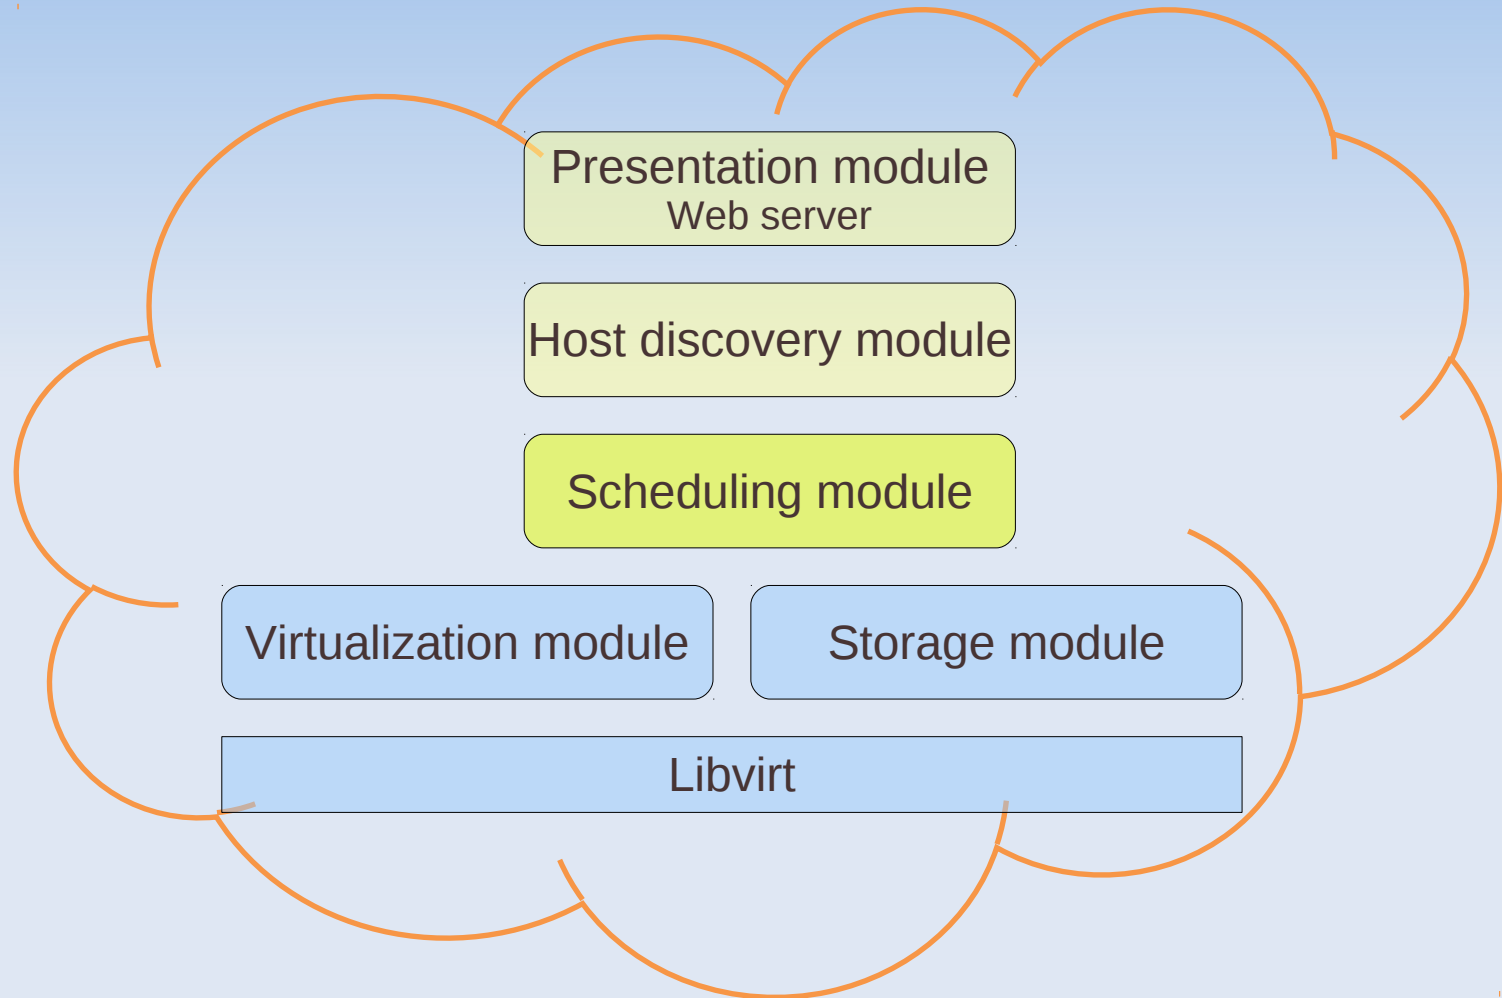 Presentation module
Web server
Host discovery module
Scheduling module
Virtualization module
Storage module
Libvirt